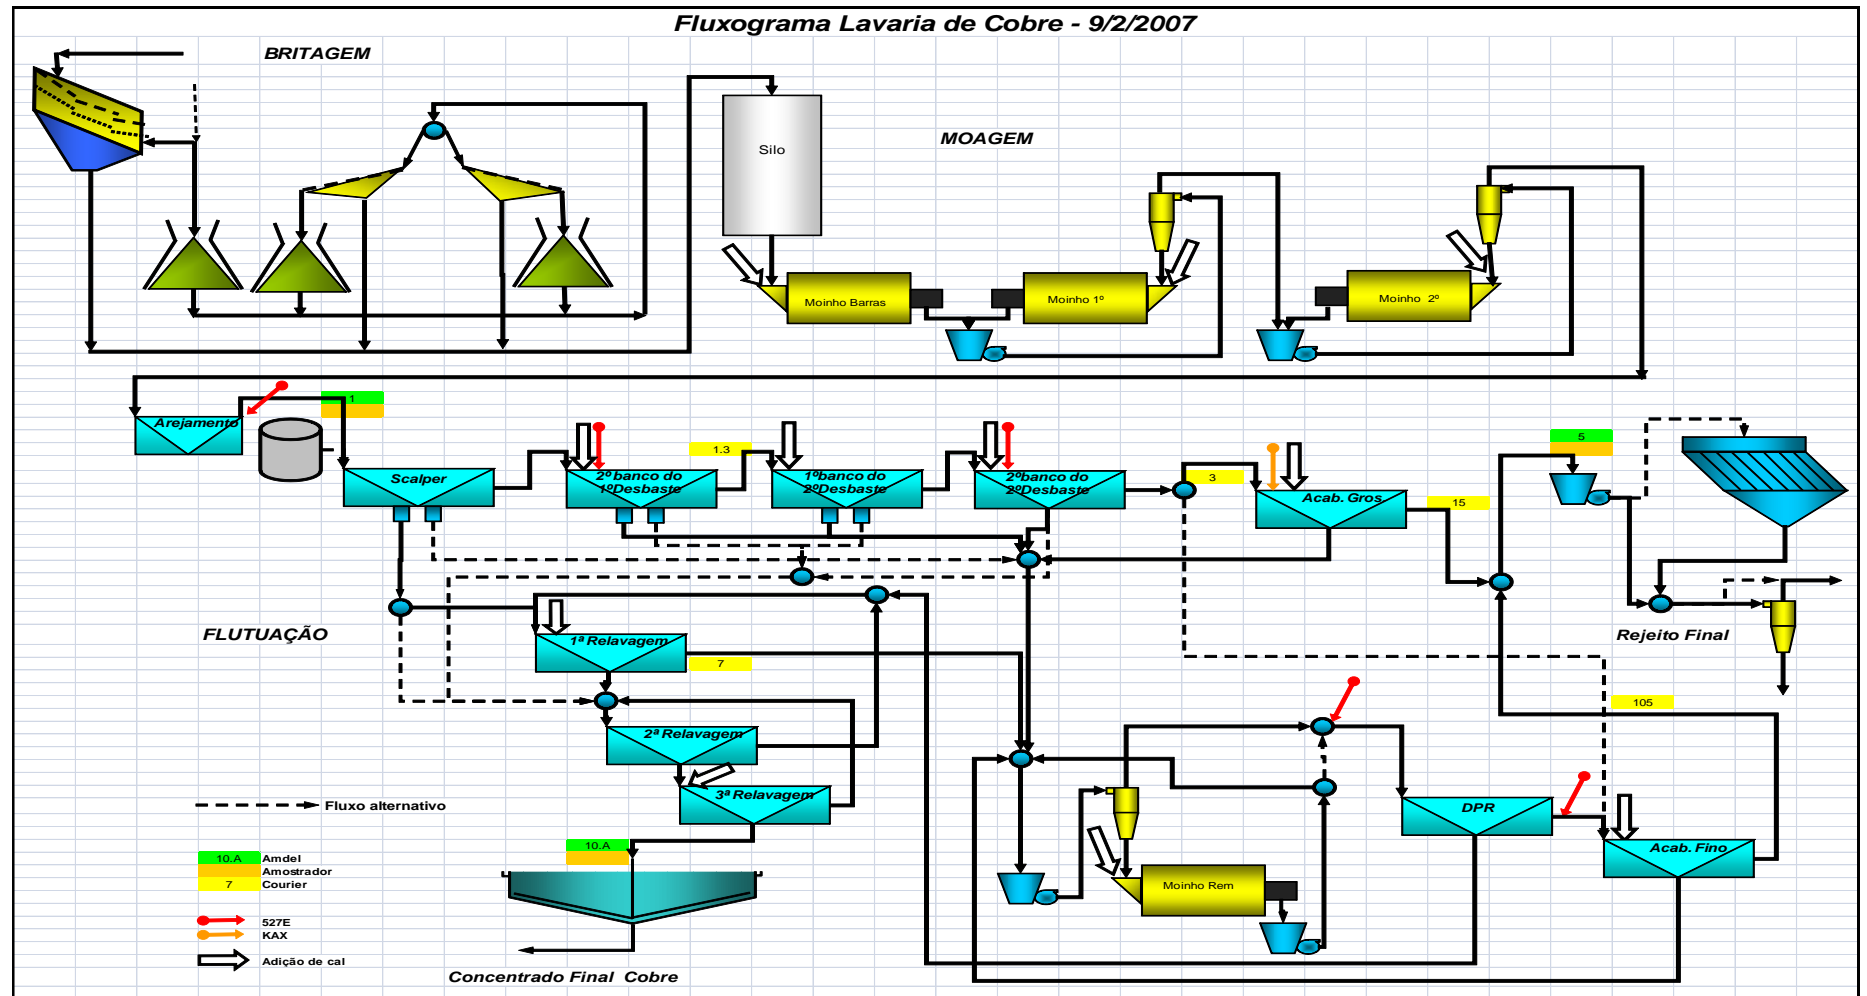 Fluxograma Lavaria de Cobre - 9/2/2007
BRITAGEM
MOAGEM
Silo
Moinho Barras
Moinho 1º
Moinho 2º
1
Arejamento
Scalper
2ºbanco do
1ºDesbaste
1.3
1ºbanco do
2ºDesbaste
2ºbanco do
2ºDesbaste
3
Acab. Gros
15
5
FLUTUAÇÃO
1ª Relavagem
7
Rejeito Final
2ª Relavagem
105
3ª Relavagem
Fluxo alternativo
DPR
Acab. Fino
10.A
10.A Amdel
Amostrador
7 Courier
Moinho Rem
527E
KAX
Adição de cal
Concentrado Final Cobre